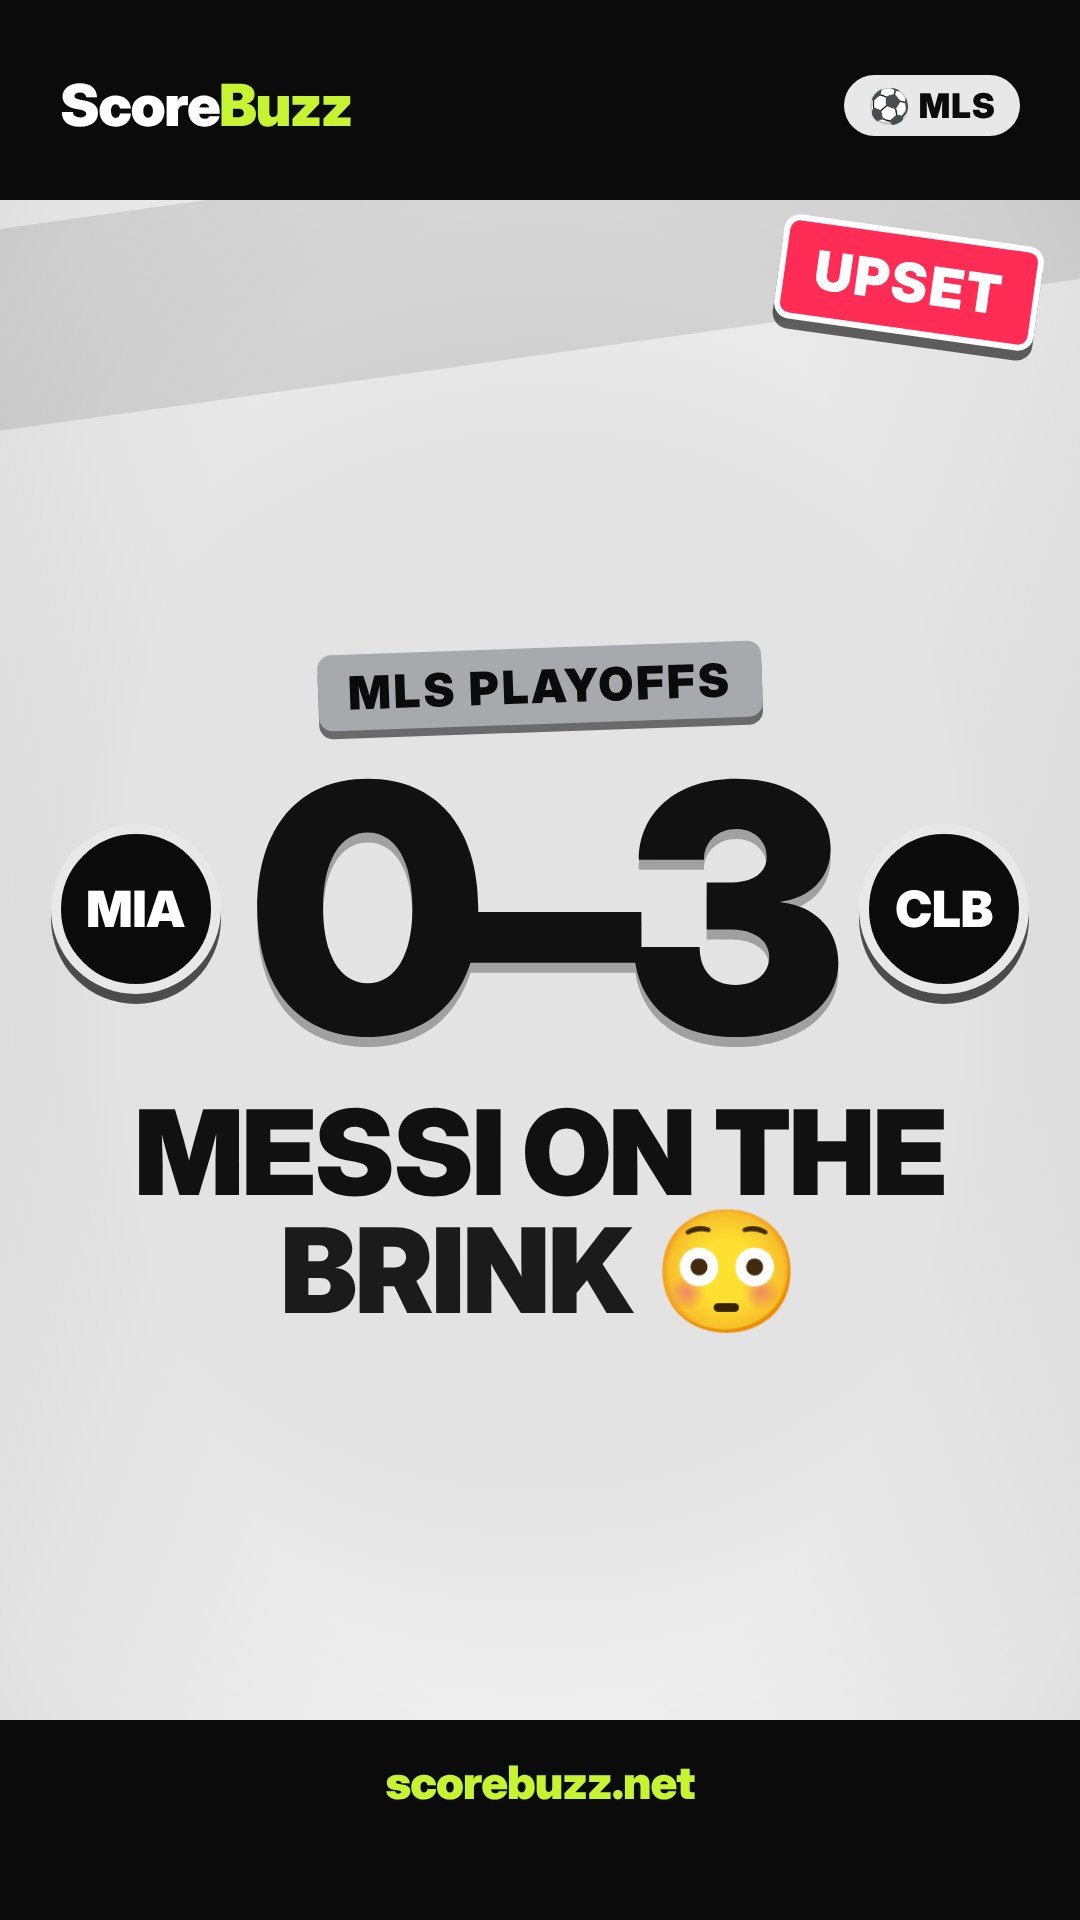 ScoreBuzz
⚽ MLS
UPSET
MLS PLAYOFFS
MIA
0–3
CLB
MESSI ON THE
BRINK 😳
scorebuzz.net